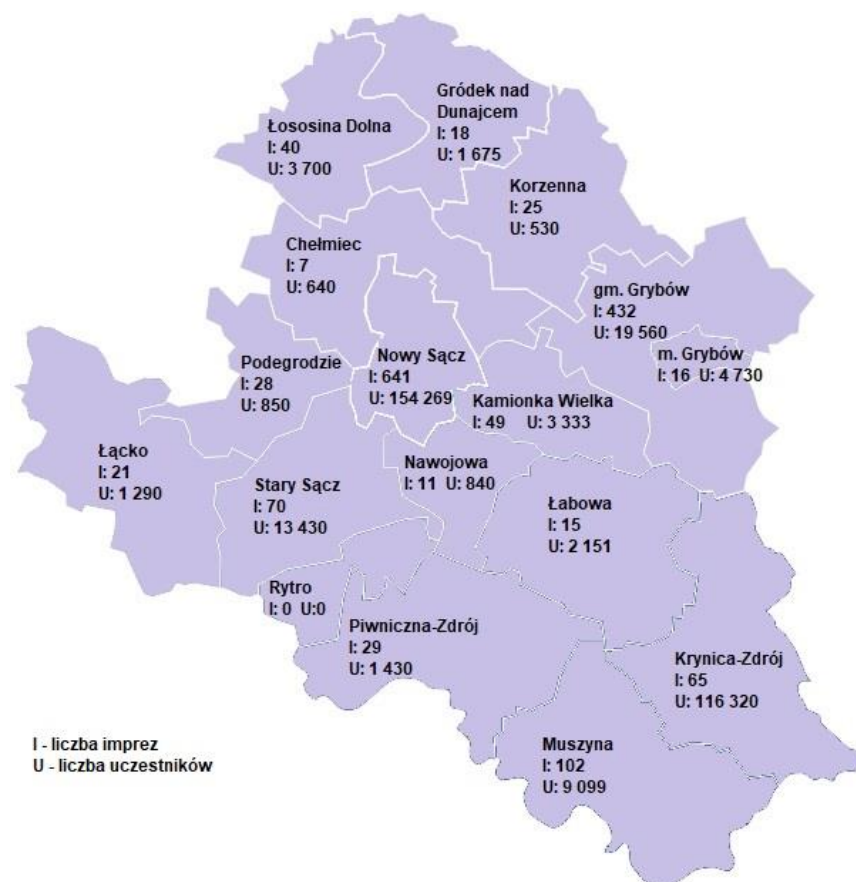 Gródek nad
Dunajcem
I: 18
U: 1 675
Łososina Dolna
I: 40
U: 3 700
Korzenna
I: 25
U: 530
Chełmiec
I: 7
U: 640
gm. Grybów
I: 432
U: 19 560
m. Grybów
I: 16 U: 4 730
Podegrodzie
I: 28
U: 850
Nowy Sącz
I: 641
U: 154 269
Kamionka Wielka
I: 49 U: 3 333
Łącko
I: 21
U: 1 290
Stary Sącz
I: 70
U: 13 430
Nawojowa
I: 11 U: 840
Łabowa
I: 15
U: 2 151
Rytro
I: 0 U:0
Piwniczna-Zdrój
I: 29
U: 1 430
Krynica-Zdrój
I: 65
U: 116 320
Muszyna
I: 102
U: 9 099
I - liczba imprez
U - liczba uczestników